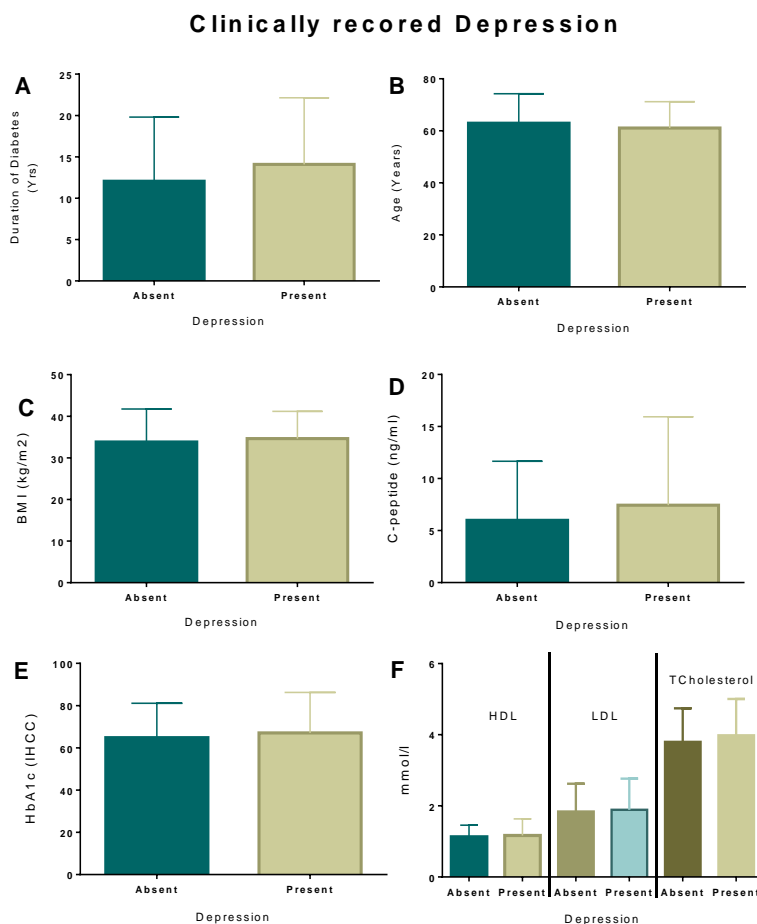 Clinically recored Depression
A
Duration of Diabetes
(Yrs)
25
20
15
10
5
0
Absent Present
Depression
B
Age (Years)
80
60
40
20
0
Absent Present
Depression
C
BMI (kg/m2)
50
40
30
20
10
0
Absent Present
Depression
D
C-peptide (ng/ml)
20
15
10
5
0
Absent Present
Depression
E
HbA1c (IHCC)
100
80
60
40
20
0
Absent Present
Depression
F
mmol/l
6
4
2
0
HDL
LDL
TCholesterol
Absent Present Absent Present Absent Present
Depression